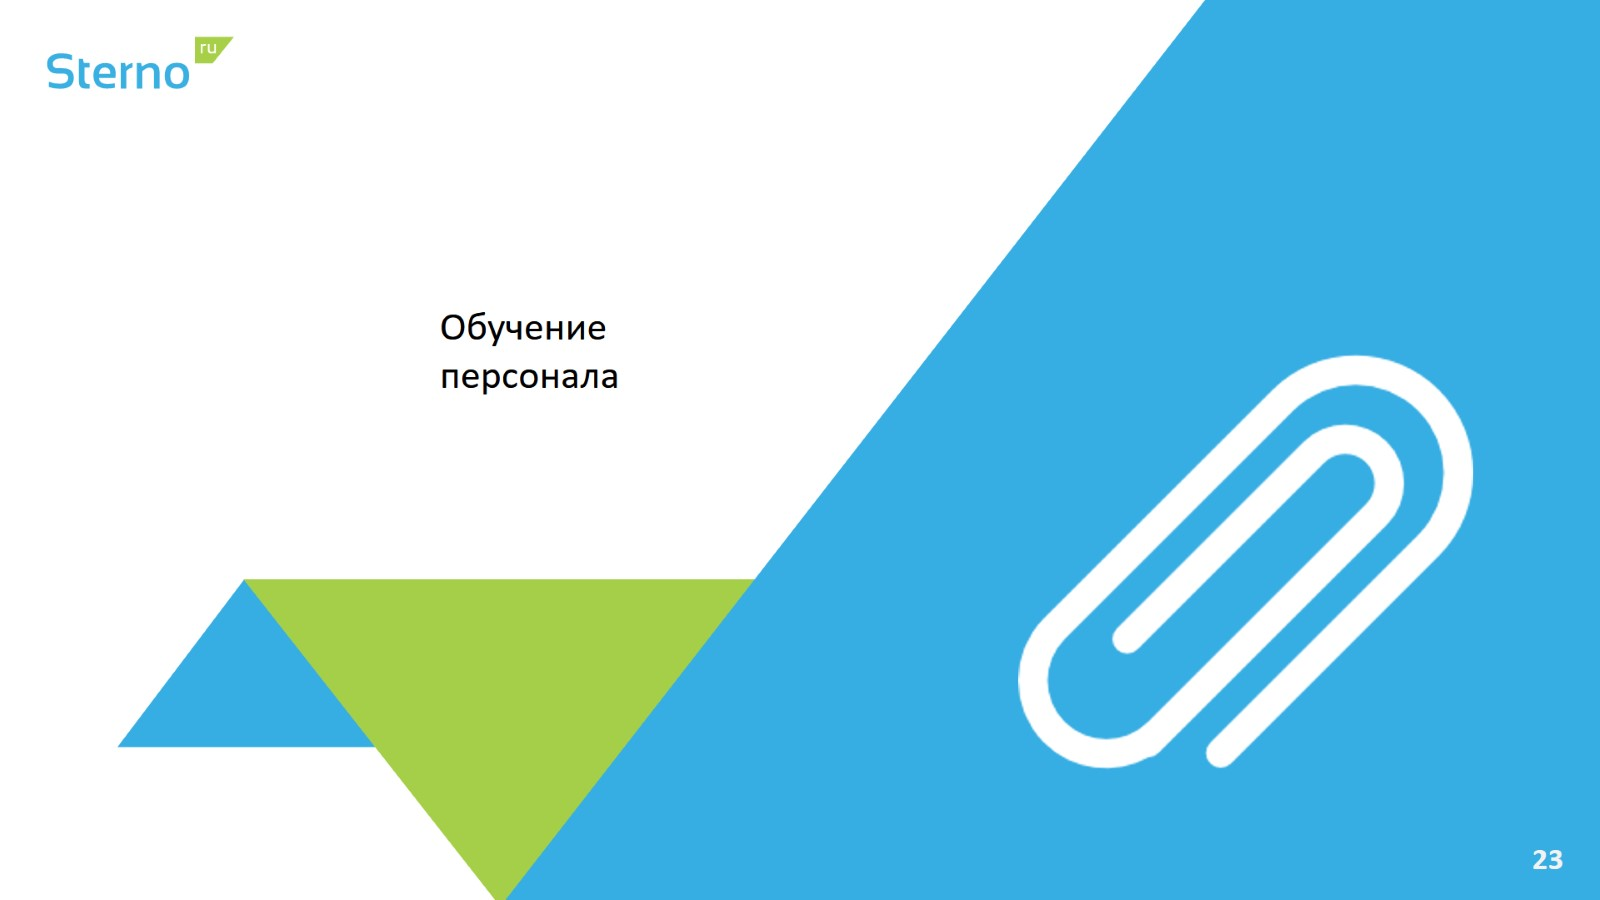 Sterno ru
Обучение
персонала
23